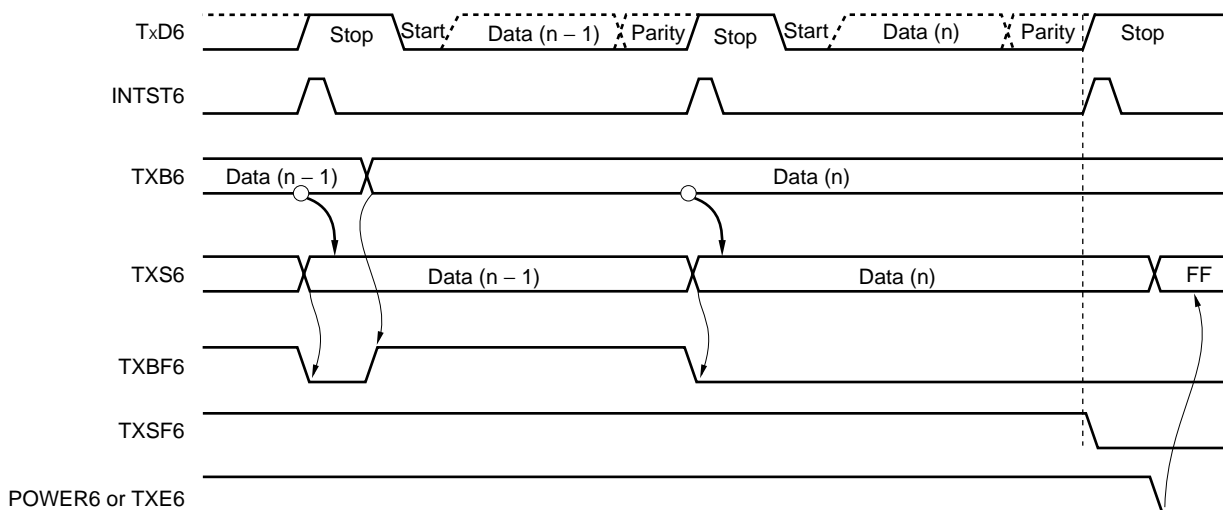 TxD6 Stop Start Data (n − 1) Parity Stop Start Data (n) Parity Stop
INTST6
TXB6 Data (n − 1) Data (n)
TXS6 Data (n − 1) Data (n) FF
TXBF6
TXSF6
POWER6 or TXE6